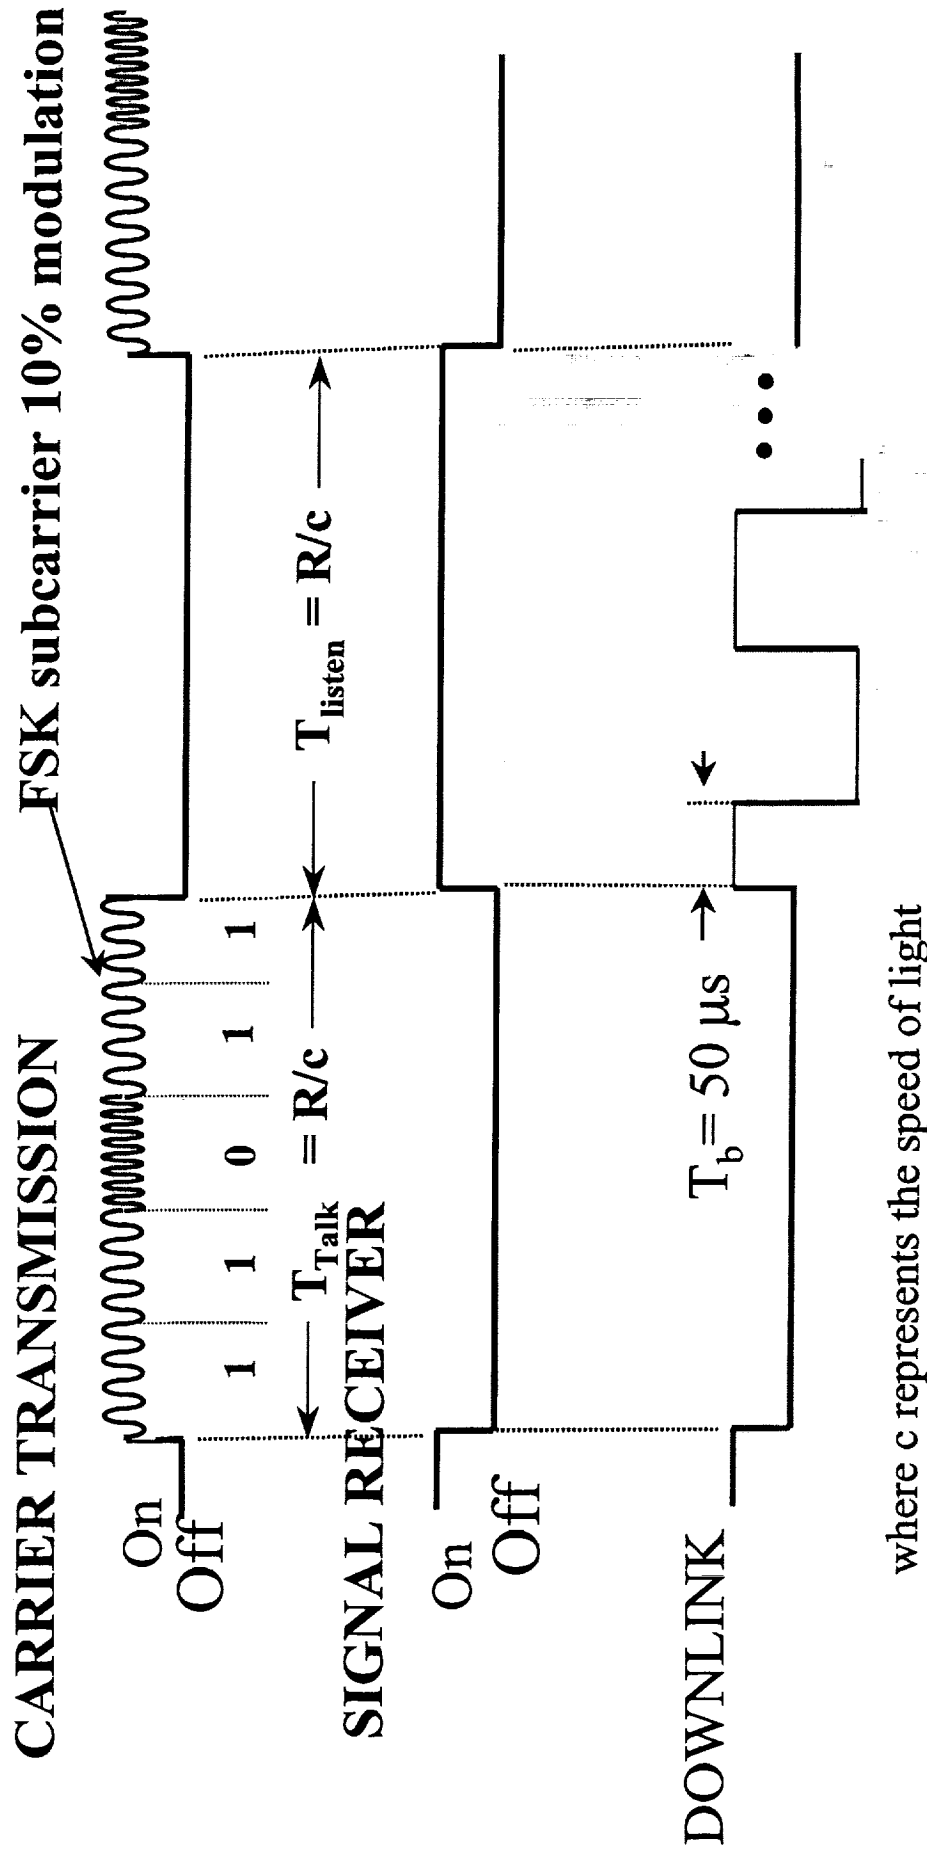 CARRIER TRANSMISSION
FSK subcarrier 10% modulation
On
Off
1 1 0 1 1
T_Talk = R/c
T_listen = R/c
SIGNAL RECEIVER
On
Off
DOWNLINK
T_b = 50 μs
where c represents the speed of light